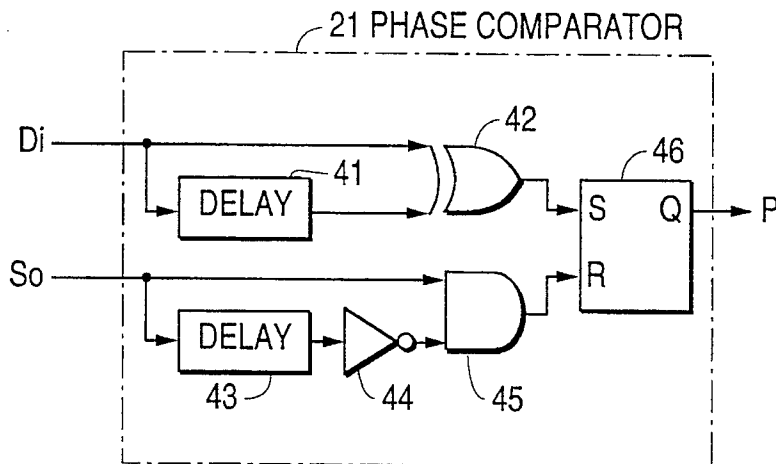 21 PHASE COMPARATOR
42
46
Di
41
DELAY
S Q
P
So
R
DELAY
43
44
45